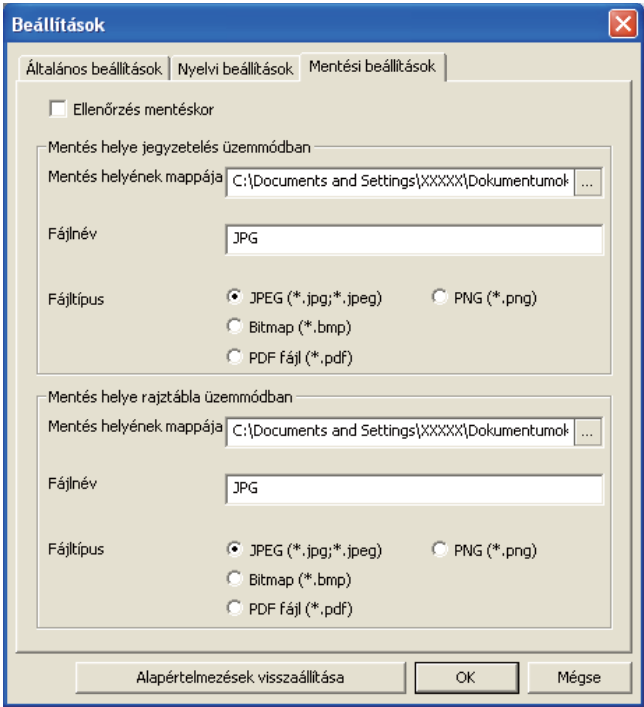 Beállítások
Általános beállítások Nyelvi beállítások Mentési beállítások
Ellenőrzés mentéskor
Mentés helye jegyzetelés üzemmódban
Mentés helyének mappája C:\Documents and Settings\XXXXX\Dokumentumok ...
Fájlnév JPG
Fájltípus JPEG (*.jpg;*.jpeg) PNG (*.png)
Bitmap (*.bmp)
PDF fájl (*.pdf)
Mentés helye rajztábla üzemmódban
Mentés helyének mappája C:\Documents and Settings\XXXXX\Dokumentumok ...
Fájlnév JPG
Fájltípus JPEG (*.jpg;*.jpeg) PNG (*.png)
Bitmap (*.bmp)
PDF fájl (*.pdf)
Alapértelmezések visszaállítása OK Mégse